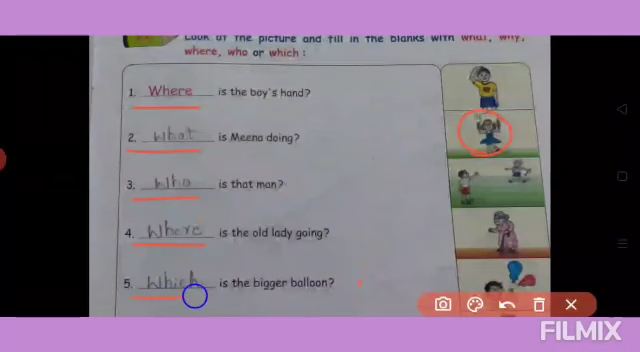 Look at the picture and fill in the blanks with what, why,
where, who or which :
1. Where is the boy's hand?
2. What is Meena doing?
3. Who is that man?
4. Where is the old lady going?
5. Which is the bigger balloon?
FILMIX